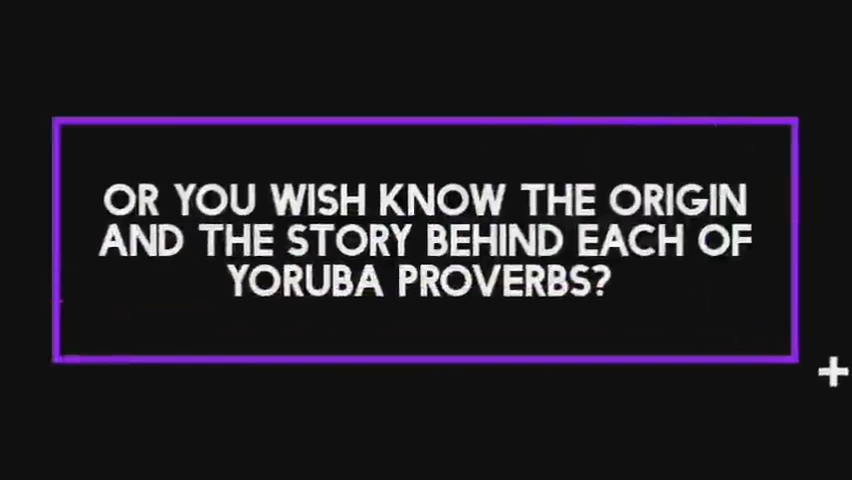 OR YOU WISH KNOW THE ORIGIN
AND THE STORY BEHIND EACH OF
YORUBA PROVERBS?